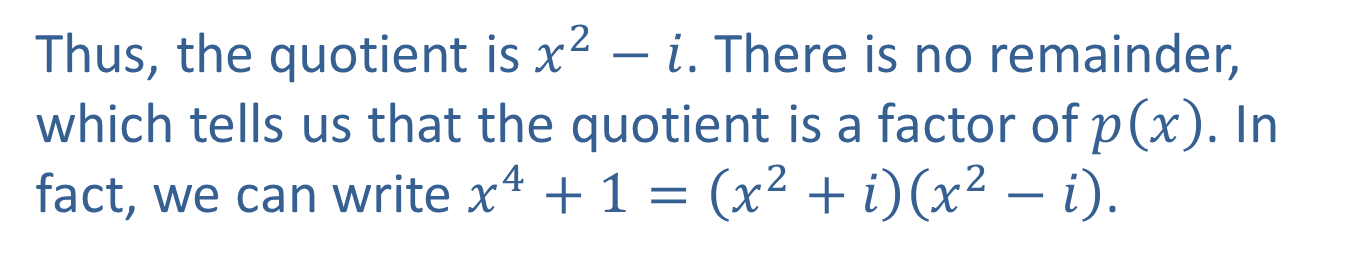 Thus, the quotient is x² − i. There is no remainder,
which tells us that the quotient is a factor of p(x). In
fact, we can write x⁴ + 1 = (x² + i)(x² − i).